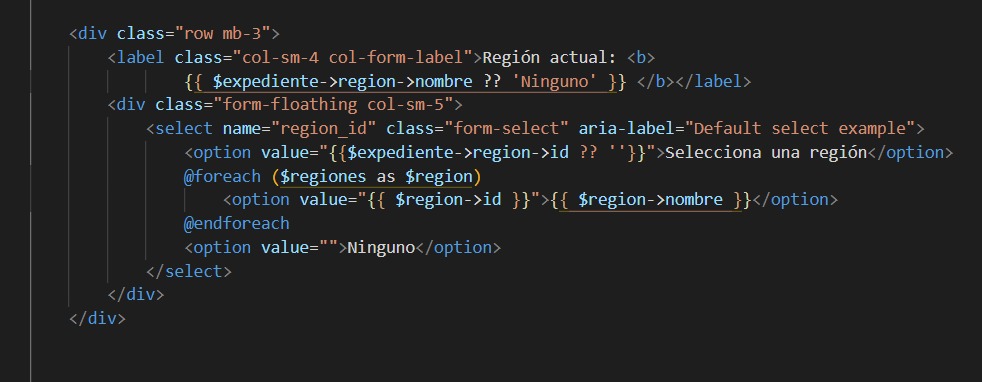 <div class="row mb-3">
<label class="col-sm-4 col-form-label">Región actual: <b>
{{ $expediente->region->nombre ?? 'Ninguno' }} </b></label>
<div class="form-floathing col-sm-5">
<select name="region_id" class="form-select" aria-label="Default select example">
<option value="{{$expediente->region->id ?? ''}}">Selecciona una región</option>
@foreach ($regiones as $region)
<option value="{{ $region->id }}">{{ $region->nombre }}</option>
@endforeach
<option value="">Ninguno</option>
</select>
</div>
</div>